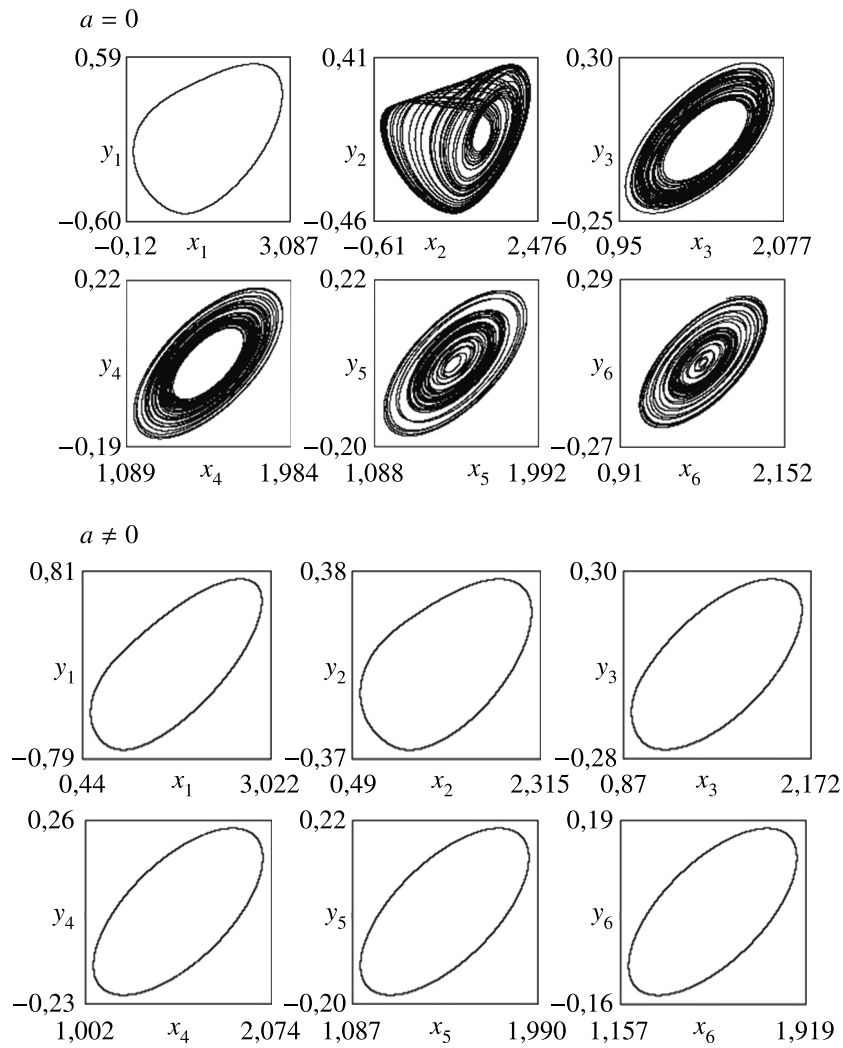 a = 0
0,59 0,41 0,30
y1 y2 y3
−0,60 −0,46 −0,25
−0,12 x1 3,087 −0,61 x2 2,476 0,95 x3 2,077
0,22 0,22 0,29
y4 y5 y6
−0,19 −0,20 −0,27
1,089 x4 1,984 1,088 x5 1,992 0,91 x6 2,152
a ≠ 0
0,81 0,38 0,30
y1 y2 y3
−0,79 −0,37 −0,28
0,44 x1 3,022 0,49 x2 2,315 0,87 x3 2,172
0,26 0,22 0,19
y4 y5 y6
−0,23 −0,20 −0,16
1,002 x4 2,074 1,087 x5 1,990 1,157 x6 1,919